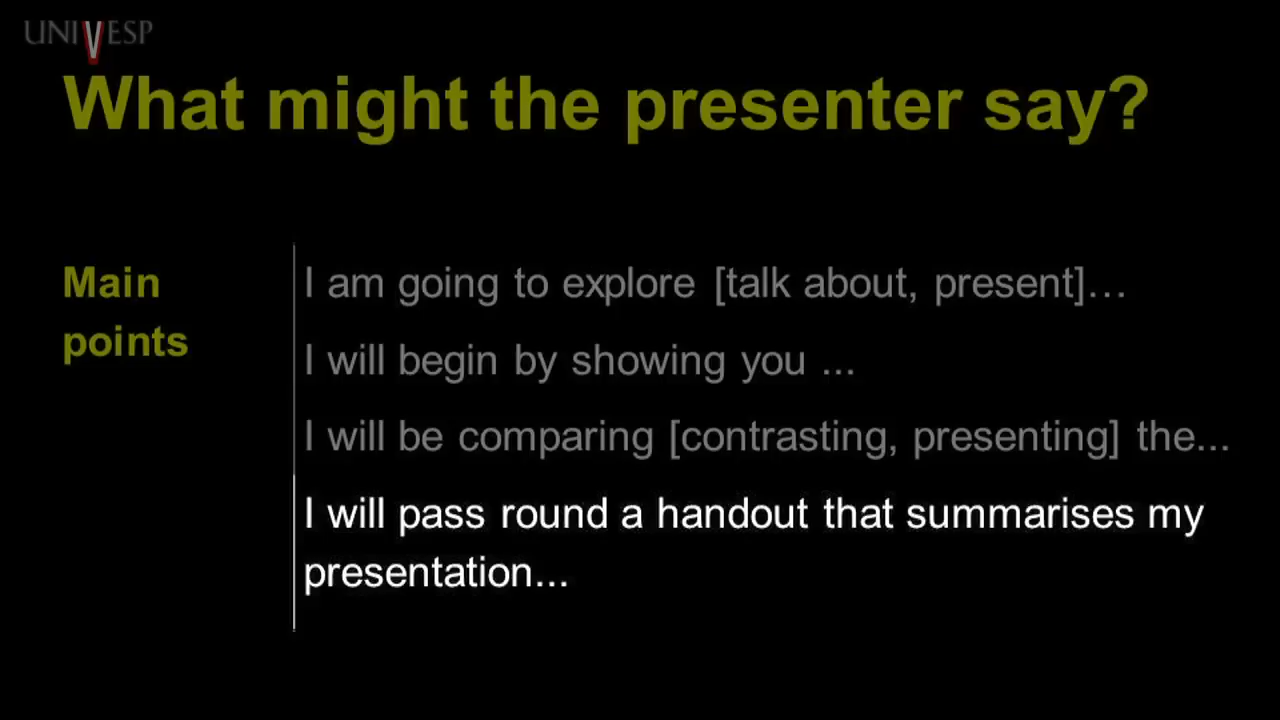 UNIVESP
What might the presenter say?
Main
points
I am going to explore [talk about, present]…
I will begin by showing you ...
I will be comparing [contrasting, presenting] the...
I will pass round a handout that summarises my
presentation...